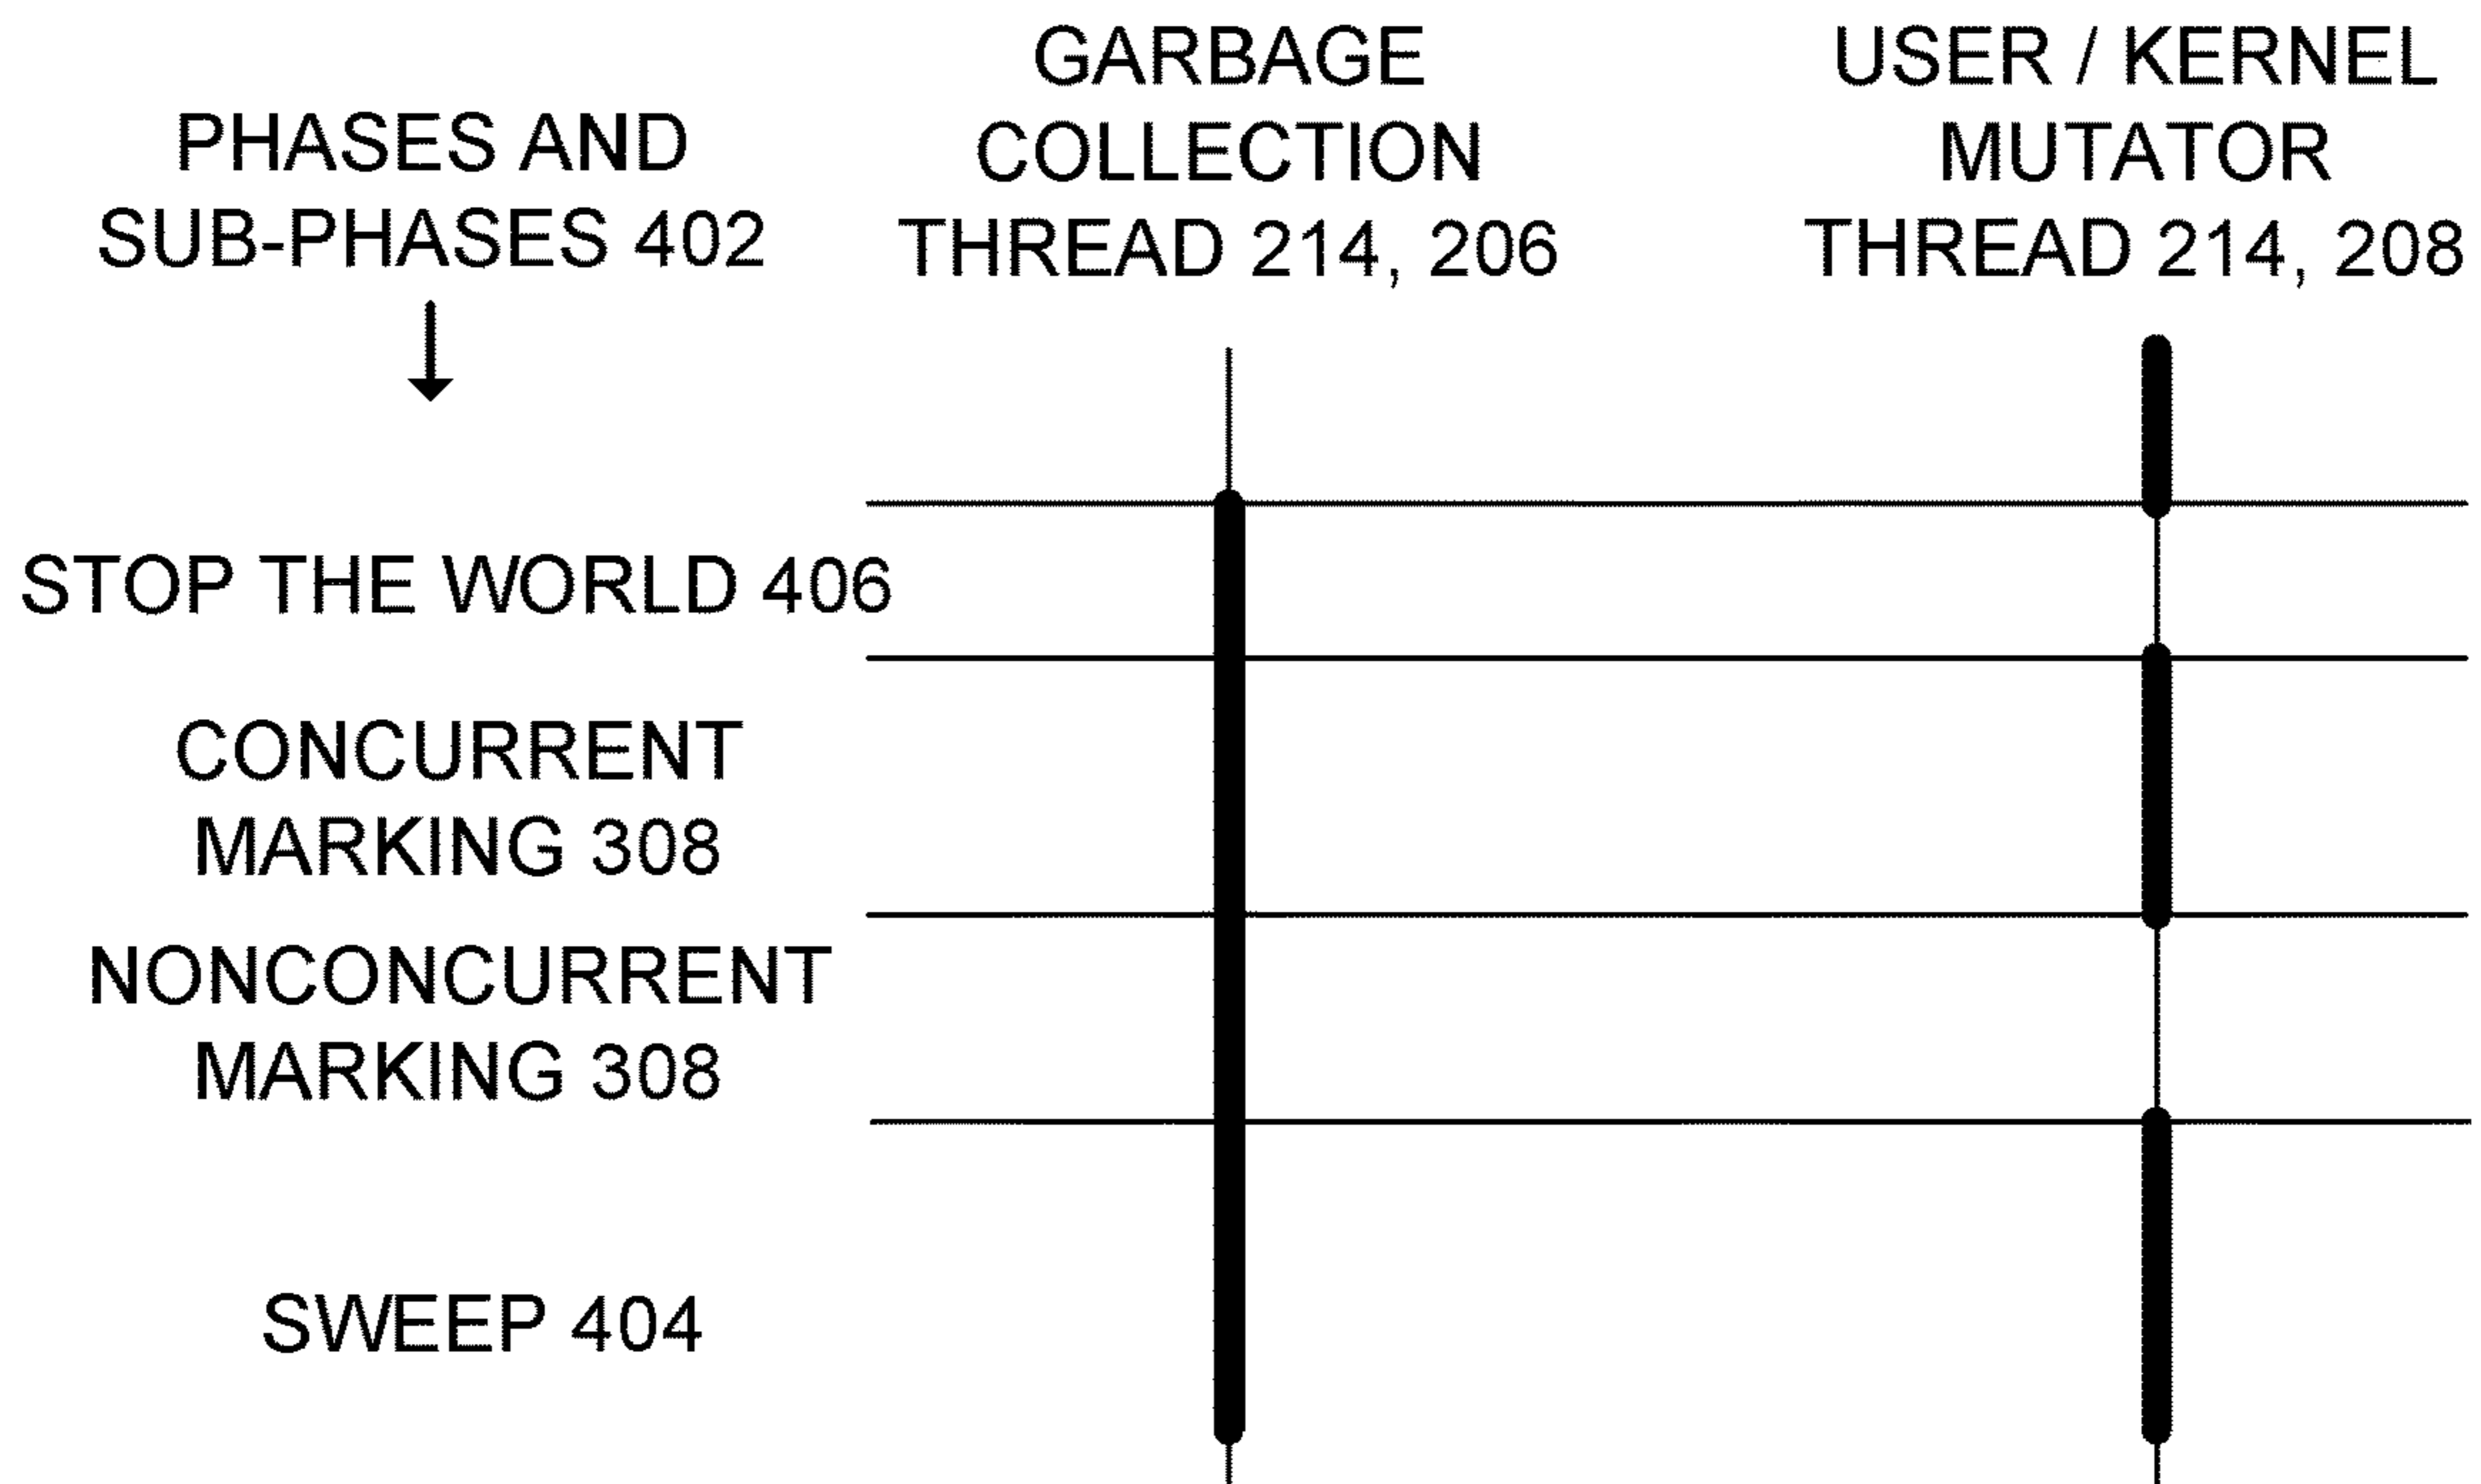 PHASES AND
SUB-PHASES 402
GARBAGE
COLLECTION
THREAD 214, 206
USER / KERNEL
MUTATOR
THREAD 214, 208
STOP THE WORLD 406
CONCURRENT
MARKING 308
NONCONCURRENT
MARKING 308
SWEEP 404